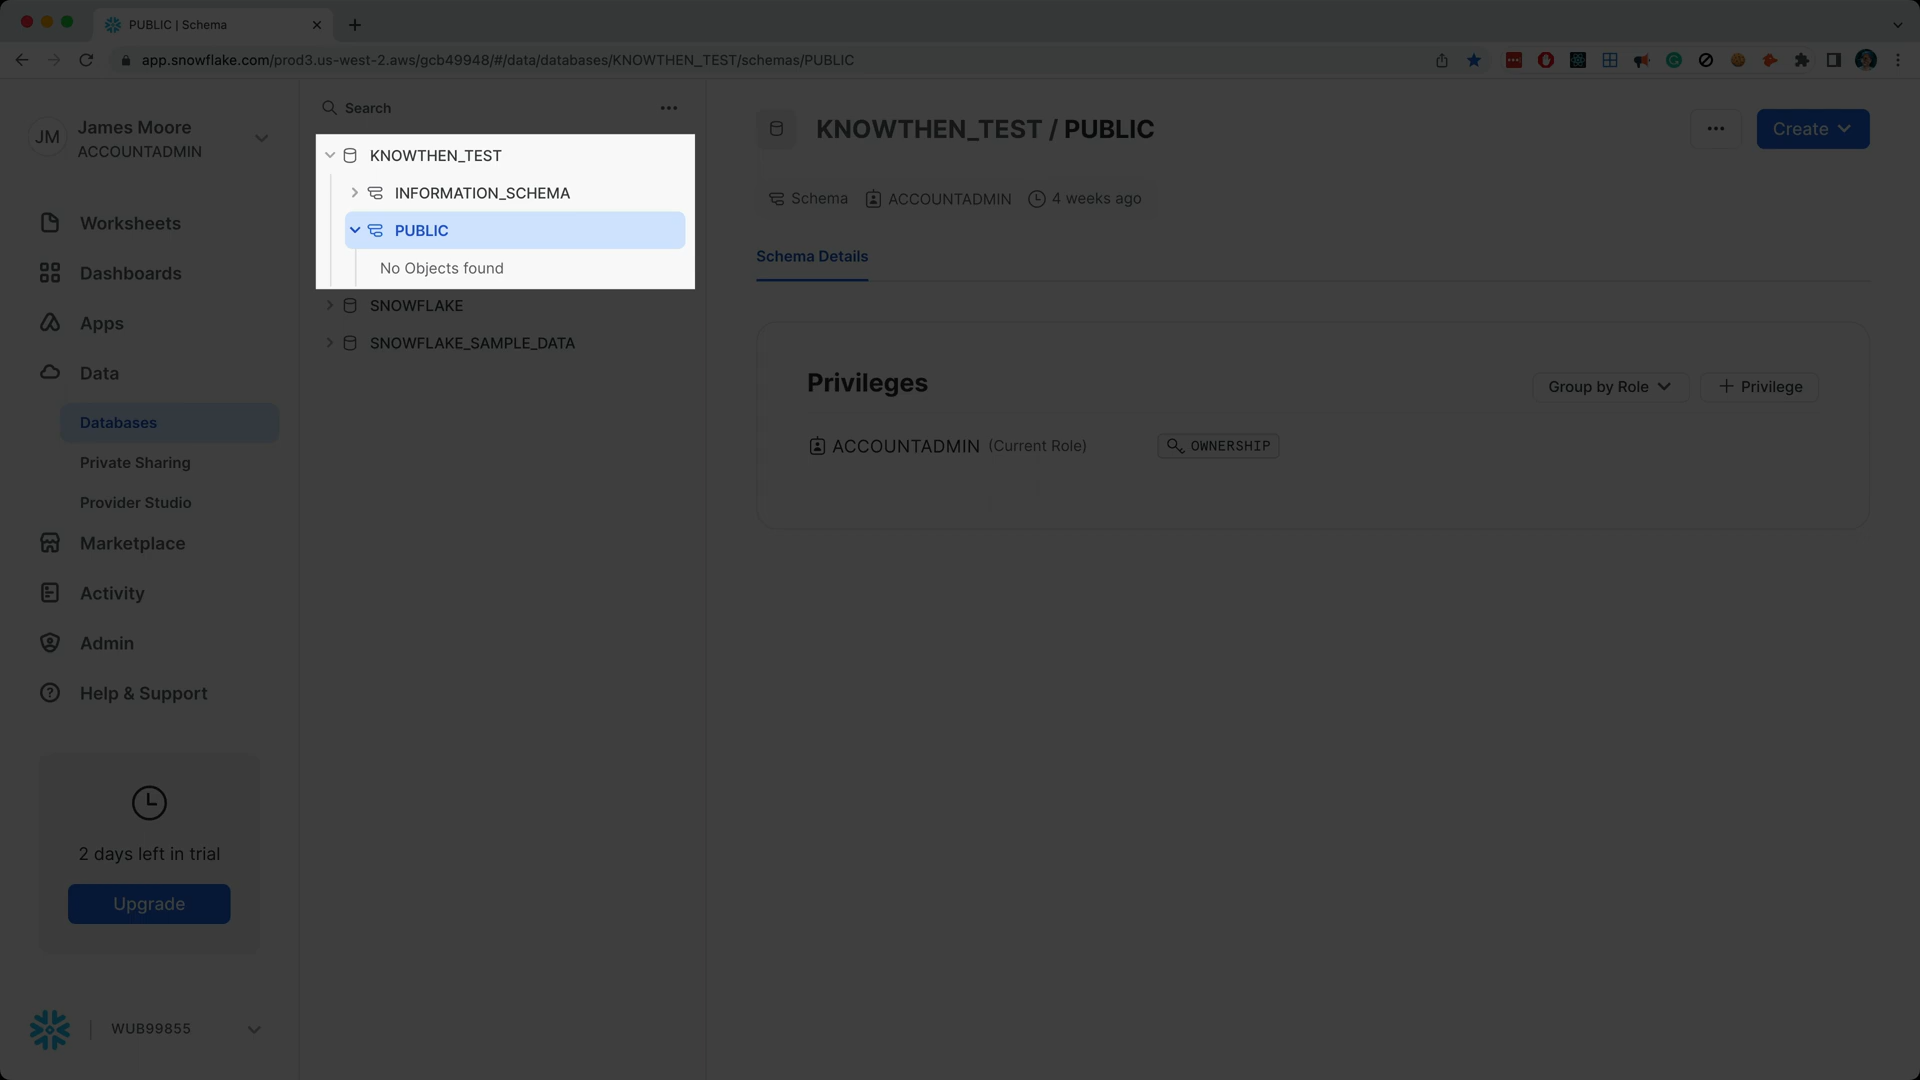 PUBLIC | Schema
app.snowflake.com/prod3.us-west-2.aws/gcb49948/#/data/databases/KNOWTHEN_TEST/schemas/PUBLIC
JM
James Moore
ACCOUNTADMIN
Worksheets
Dashboards
Apps
Data
Databases
Private Sharing
Provider Studio
Marketplace
Activity
Admin
Help & Support
2 days left in trial
Upgrade
WUB99855
Search
KNOWTHEN_TEST
INFORMATION_SCHEMA
PUBLIC
No Objects found
SNOWFLAKE
SNOWFLAKE_SAMPLE_DATA
KNOWTHEN_TEST / PUBLIC
Create
Schema ACCOUNTADMIN 4 weeks ago
Schema Details
Privileges
Group by Role
+ Privilege
ACCOUNTADMIN (Current Role) OWNERSHIP